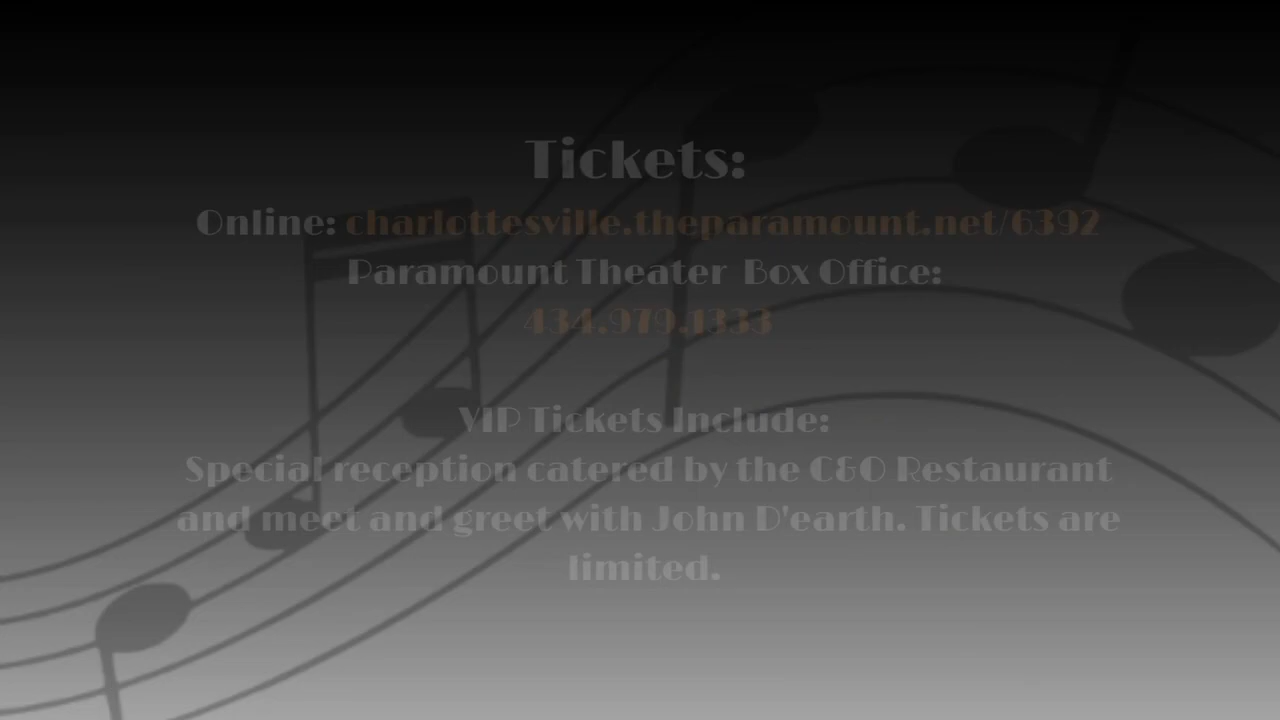 Tickets:
Online: charlottesville.theparamount.net/6392
Paramount Theater Box Office:
434.979.1333
VIP Tickets Include:
Special reception catered by the C&O Restaurant
and meet and greet with John D'earth. Tickets are
limited.